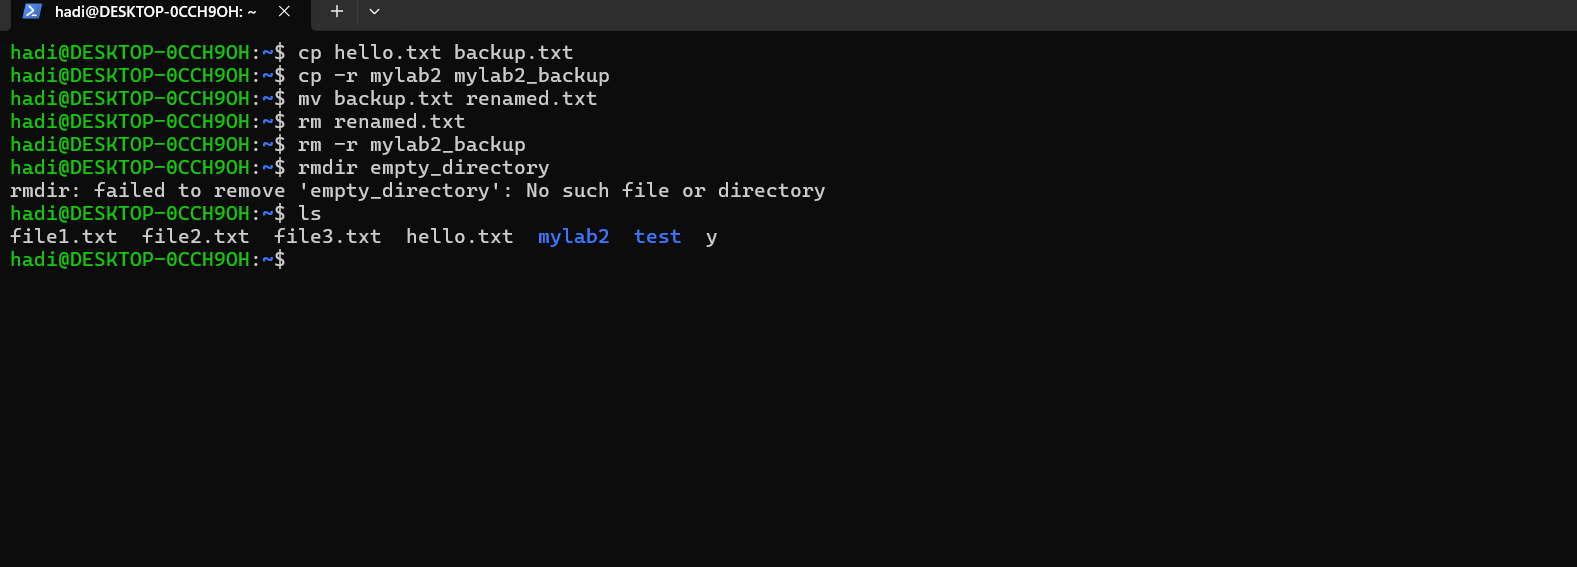 hadi@DESKTOP-0CCH9OH: ~
hadi@DESKTOP-0CCH9OH:~$ cp hello.txt backup.txt
hadi@DESKTOP-0CCH9OH:~$ cp -r mylab2 mylab2_backup
hadi@DESKTOP-0CCH9OH:~$ mv backup.txt renamed.txt
hadi@DESKTOP-0CCH9OH:~$ rm renamed.txt
hadi@DESKTOP-0CCH9OH:~$ rm -r mylab2_backup
hadi@DESKTOP-0CCH9OH:~$ rmdir empty_directory
rmdir: failed to remove 'empty_directory': No such file or directory
hadi@DESKTOP-0CCH9OH:~$ ls
file1.txt  file2.txt  file3.txt  hello.txt  mylab2  test  y
hadi@DESKTOP-0CCH9OH:~$